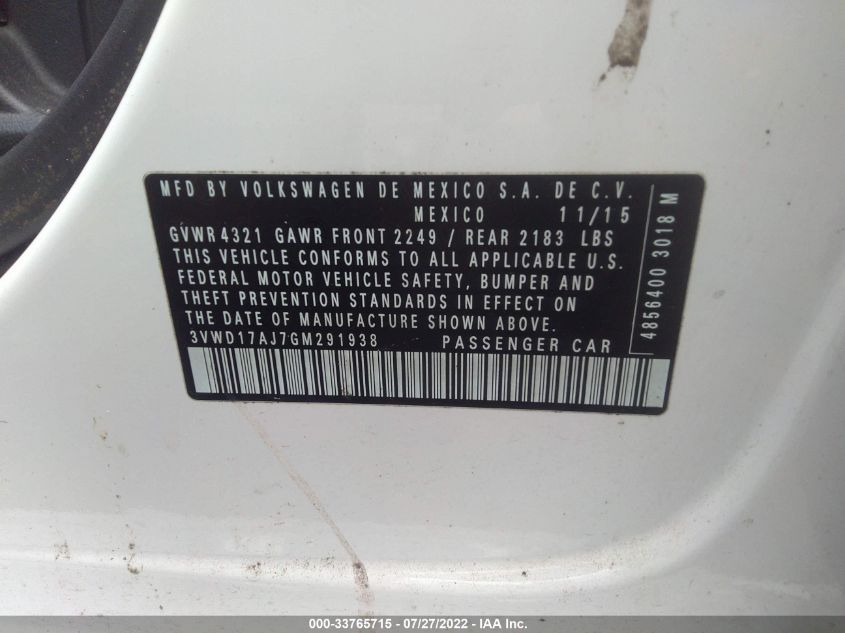 MFD BY VOLKSWAGEN DE MEXICO S.A. DE C.V.
MEXICO 11/15
GVWR 4321 GAWR FRONT 2249 / REAR 2183 LBS
THIS VEHICLE CONFORMS TO ALL APPLICABLE U.S.
FEDERAL MOTOR VEHICLE SAFETY, BUMPER AND
THEFT PREVENTION STANDARDS IN EFFECT ON
THE DATE OF MANUFACTURE SHOWN ABOVE.
3VWD17AJ7GM291938 PASSENGER CAR
4856400 3018 M
000-33765715 - 07/27/2022 - IAA Inc.